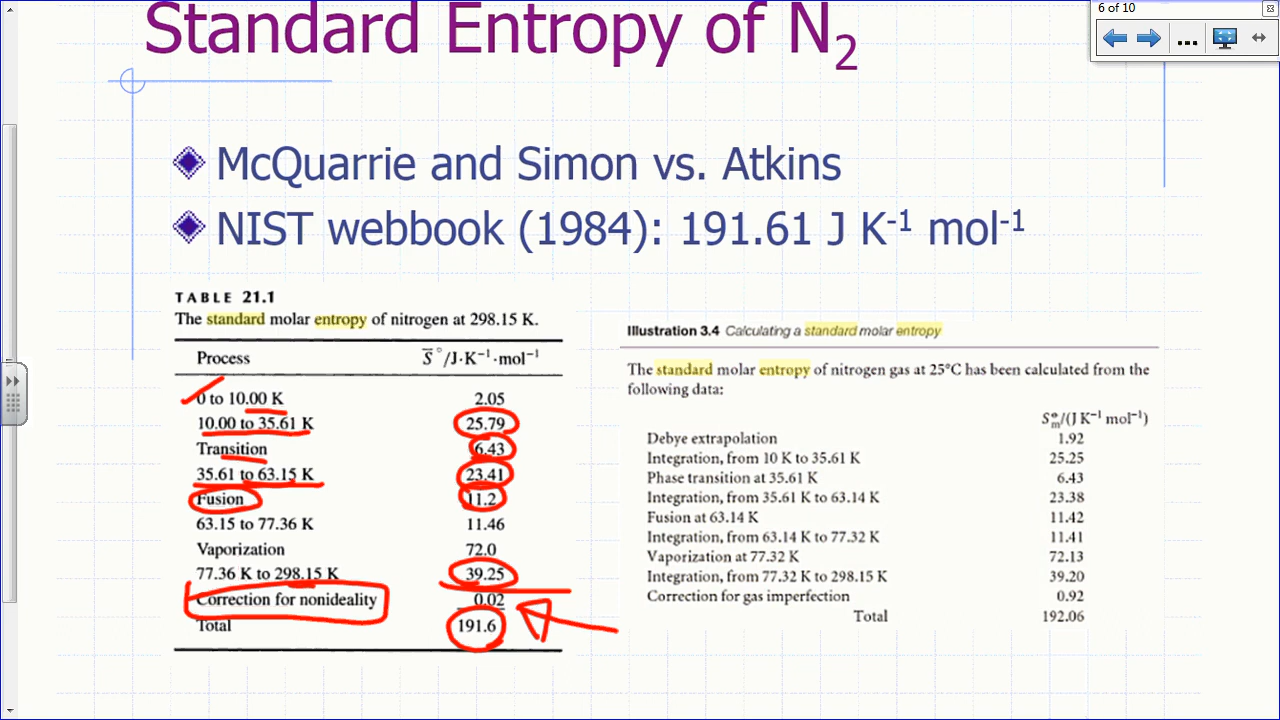 Standard Entropy of N2
6 of 10
...
McQuarrie and Simon vs. Atkins
NIST webbook (1984): 191.61 J K-1 mol-1
TABLE 21.1
The standard molar entropy of nitrogen at 298.15 K.
Process S̅°/J·K⁻¹·mol⁻¹
0 to 10.00 K 2.05
10.00 to 35.61 K 25.79
Transition 6.43
35.61 to 63.15 K 23.41
Fusion 11.2
63.15 to 77.36 K 11.46
Vaporization 72.0
77.36 K to 298.15 K 39.25
Correction for nonideality 0.02
Total 191.6
Illustration 3.4 Calculating a standard molar entropy
The standard molar entropy of nitrogen gas at 25°C has been calculated from the
following data:
S⦵m/(J K⁻¹ mol⁻¹)
Debye extrapolation 1.92
Integration, from 10 K to 35.61 K 25.25
Phase transition at 35.61 K 6.43
Integration, from 35.61 K to 63.14 K 23.38
Fusion at 63.14 K 11.42
Integration, from 63.14 K to 77.32 K 11.41
Vaporization at 77.32 K 72.13
Integration, from 77.32 K to 298.15 K 39.20
Correction for gas imperfection 0.92
Total 192.06